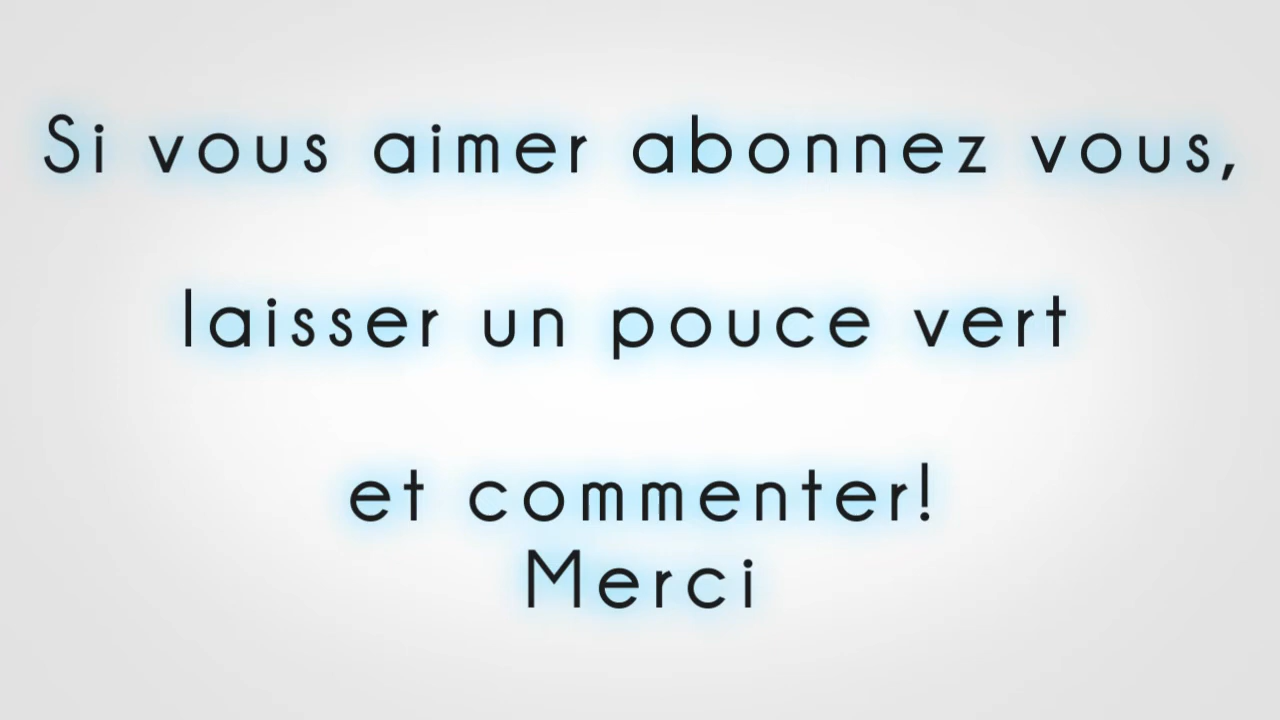 Si vous aimer abonnez vous,
laisser un pouce vert
et commenter!
Merci